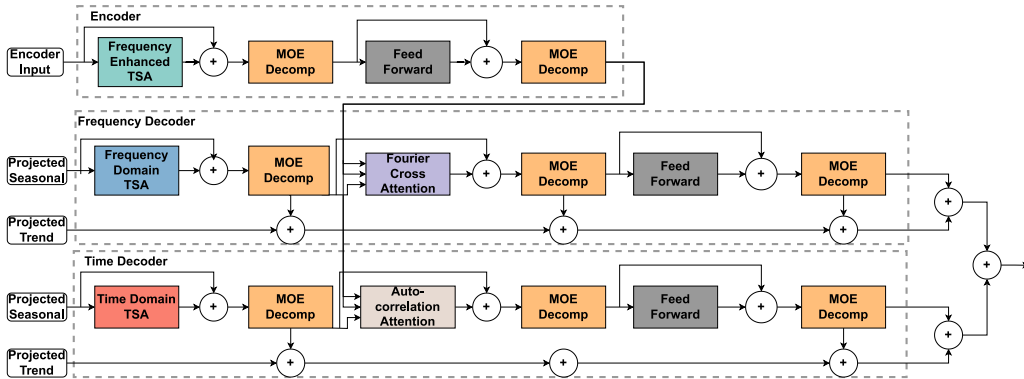 Encoder
Encoder
Input
Frequency
Enhanced
TSA
+
MOE
Decomp
Feed
Forward
+
MOE
Decomp
Frequency Decoder
Projected
Seasonal
Frequency
Domain
TSA
+
MOE
Decomp
Fourier
Cross
Attention
+
MOE
Decomp
Feed
Forward
+
MOE
Decomp
Projected
Trend
+
+
+
+
+
Time Decoder
Projected
Seasonal
Time Domain
TSA
+
MOE
Decomp
Auto-
correlation
Attention
+
MOE
Decomp
Feed
Forward
+
MOE
Decomp
+
Projected
Trend
+
+
+